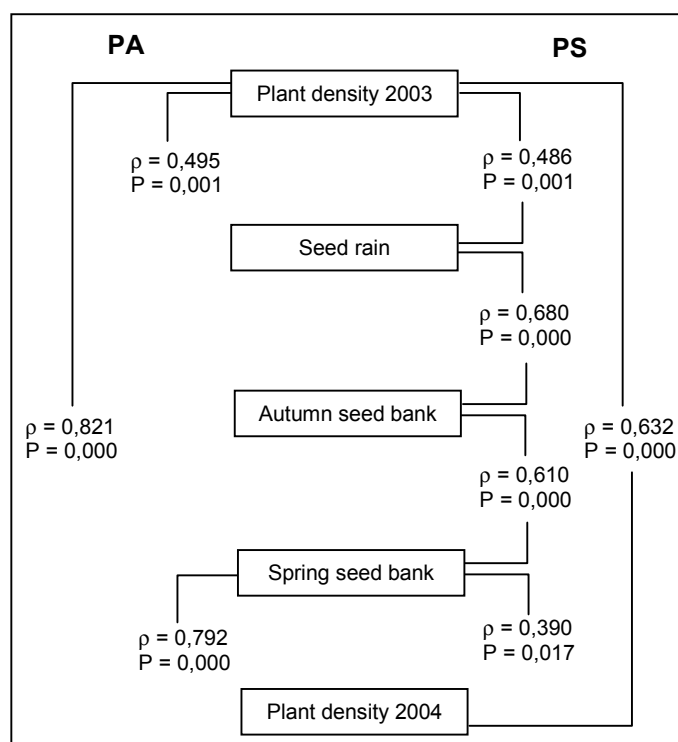 PA
PS
Plant density 2003
ρ = 0,495
P = 0,001
ρ = 0,486
P = 0,001
Seed rain
ρ = 0,680
P = 0,000
Autumn seed bank
ρ = 0,821
P = 0,000
ρ = 0,632
P = 0,000
ρ = 0,610
P = 0,000
Spring seed bank
ρ = 0,792
P = 0,000
ρ = 0,390
P = 0,017
Plant density 2004